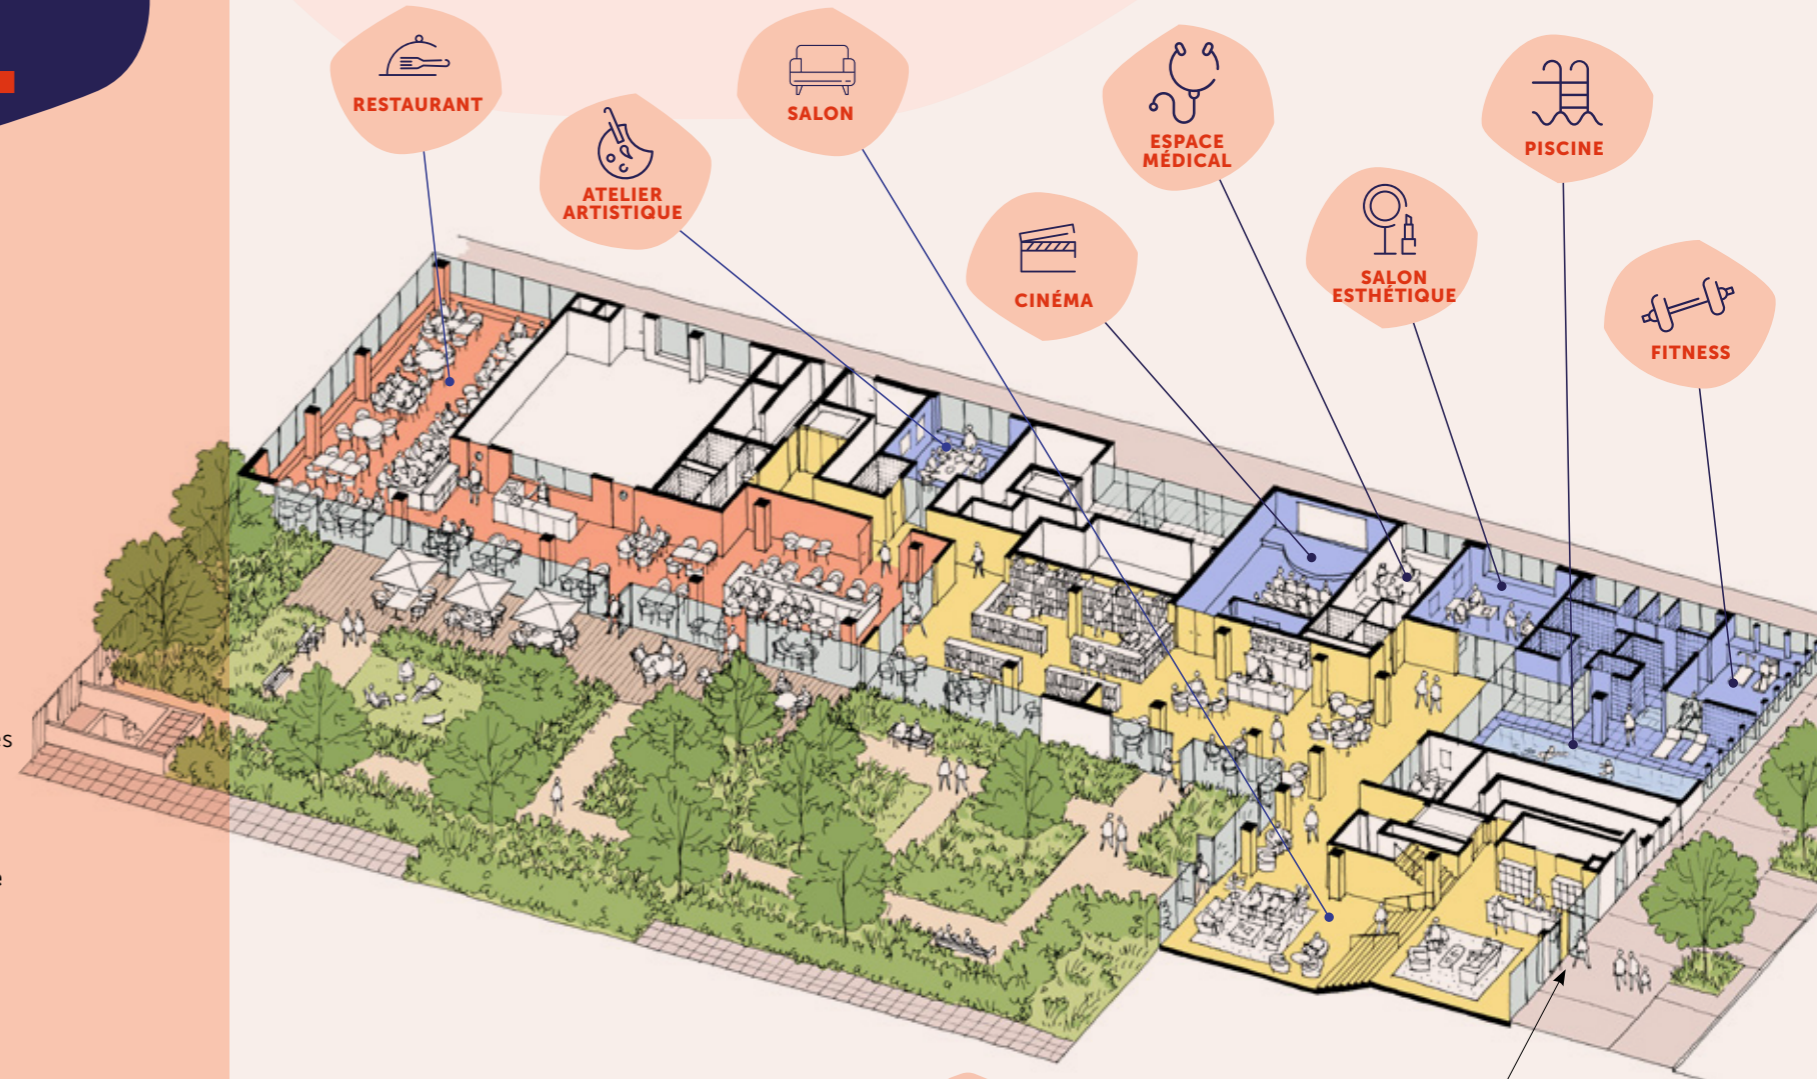 RESTAURANT
ATELIER
ARTISTIQUE
SALON
ESPACE
MÉDICAL
CINÉMA
SALON
ESTHÉTIQUE
PISCINE
FITNESS